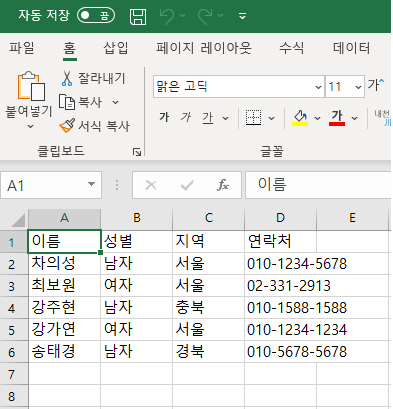 자동 저장 끔
파일 홈 삽입 페이지 레이아웃 수식 데이터
붙여넣기
잘라내기
복사
서식 복사
클립보드
맑은 고딕 11 가
가 가 가 가
내천
글꼴
A1 fx 이름
A B C D E
1 이름 성별 지역 연락처
2 차의성 남자 서울 010-1234-5678
3 최보원 여자 서울 02-331-2913
4 강주현 남자 충북 010-1588-1588
5 강가연 여자 서울 010-1234-1234
6 송태경 남자 경북 010-5678-5678
7
8